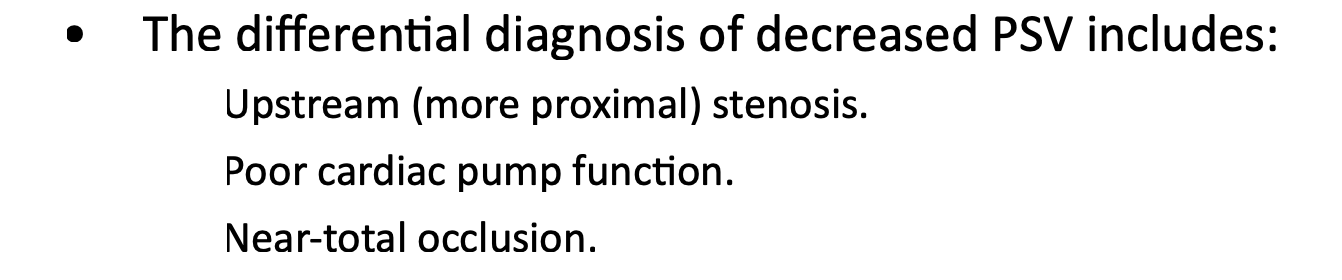 • The differential diagnosis of decreased PSV includes:
Upstream (more proximal) stenosis.
Poor cardiac pump function.
Near-total occlusion.